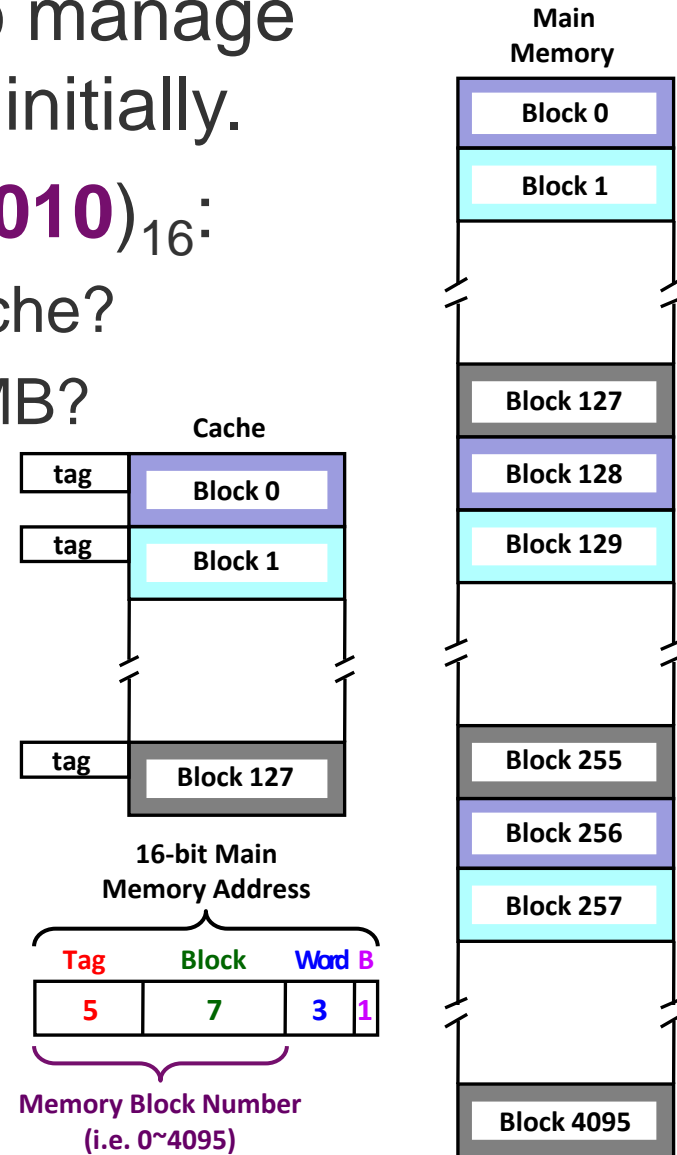 o manage
initially.
010)16:
che?
MB?
Main
Memory
Block 0
Block 1
Block 127
Block 128
Block 129
Block 255
Block 256
Block 257
Block 4095
Cache
tag
Block 0
tag
Block 1
tag
Block 127
16-bit Main
Memory Address
Tag Block Word B
5 7 3 1
Memory Block Number
(i.e. 0~4095)